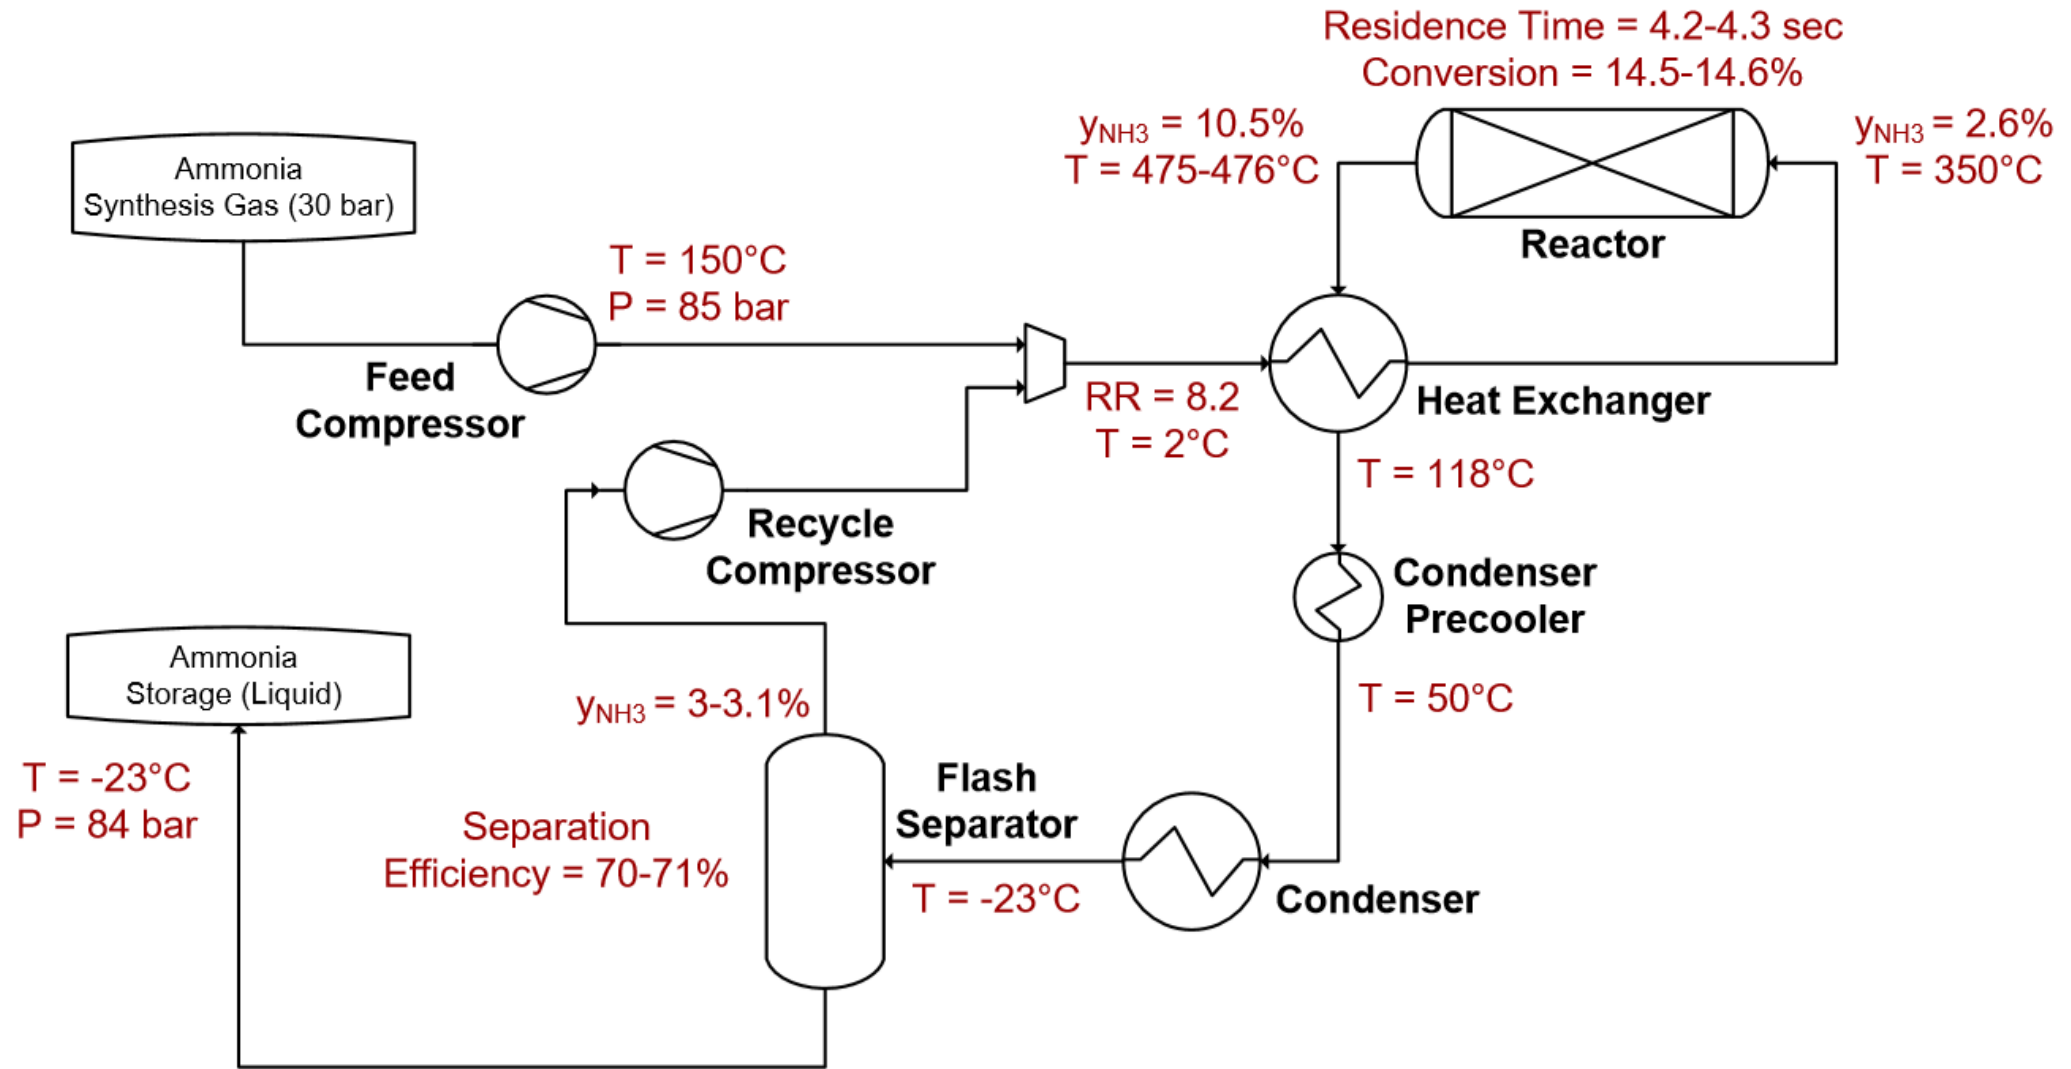 Residence Time = 4.2-4.3 sec
Conversion = 14.5-14.6%
yNH3 = 10.5%
T = 475-476°C
yNH3 = 2.6%
T = 350°C
Reactor
Ammonia
Synthesis Gas (30 bar)
T = 150°C
P = 85 bar
Feed
Compressor
RR = 8.2
T = 2°C
Heat Exchanger
T = 118°C
Recycle
Compressor
Condenser
Precooler
T = 50°C
Ammonia
Storage (Liquid)
yNH3 = 3-3.1%
T = -23°C
P = 84 bar
Separation
Efficiency = 70-71%
Flash
Separator
T = -23°C
Condenser